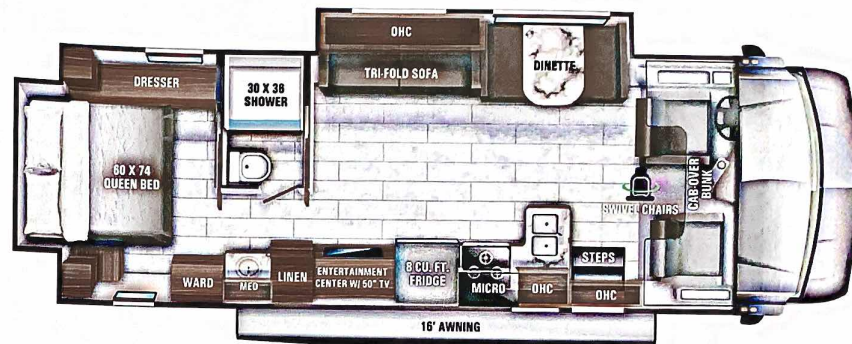 OHC
TRI-FOLD SOFA
DINETTE
DRESSER
30 X 36
SHOWER
60 X 74
QUEEN BED
CAB-OVER
BUNK
SWIVEL CHAIRS
WARD
MED
LINEN
ENTERTAINMENT
CENTER W/ 50" TV
8 CU. FT.
FRIDGE
MICRO
OHC
STEPS
OHC
16' AWNING